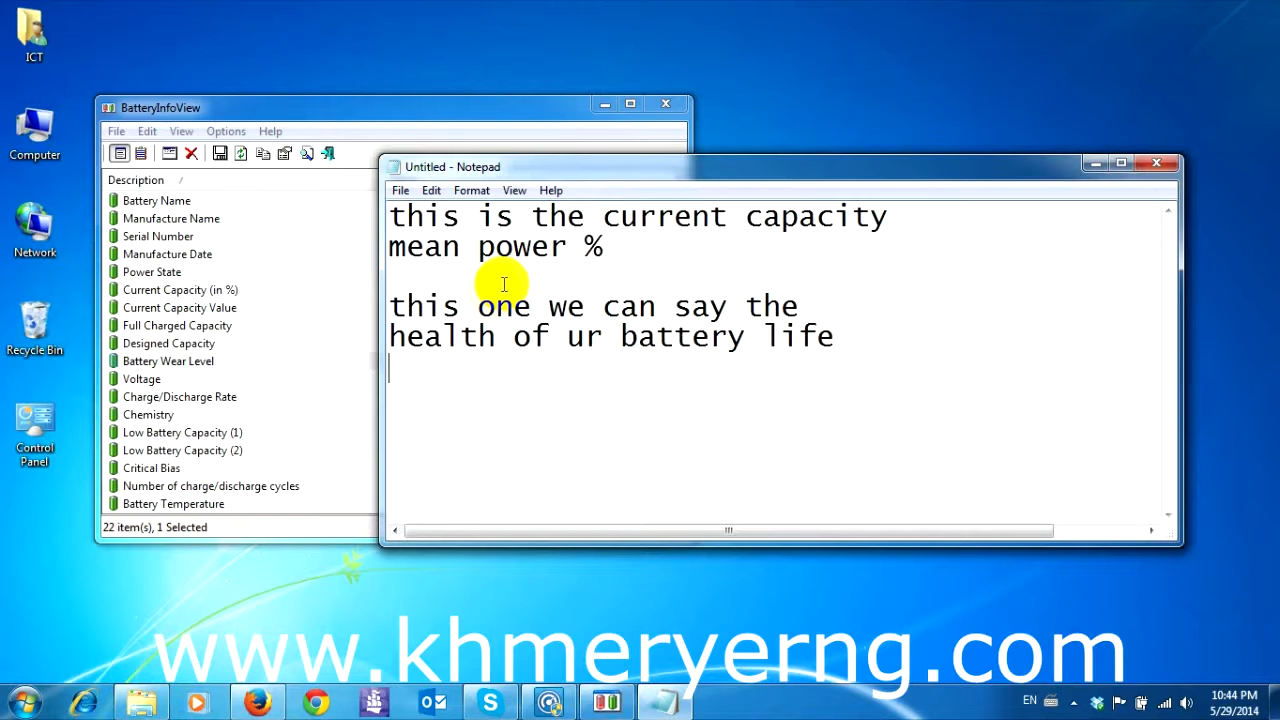 ICT
Computer
Network
Recycle Bin
Control
Panel
BatteryInfoView
File Edit View Options Help
Description /
Battery Name
Manufacture Name
Serial Number
Manufacture Date
Power State
Current Capacity (in %)
Current Capacity Value
Full Charged Capacity
Designed Capacity
Battery Wear Level
Voltage
Charge/Discharge Rate
Chemistry
Low Battery Capacity (1)
Low Battery Capacity (2)
Critical Bias
Number of charge/discharge cycles
Battery Temperature
22 item(s), 1 Selected
Untitled - Notepad
File Edit Format View Help
this is the current capacity
mean power %
this one we can say the
health of ur battery life
www.khmeryerng.com
EN
10:44 PM
5/29/2014